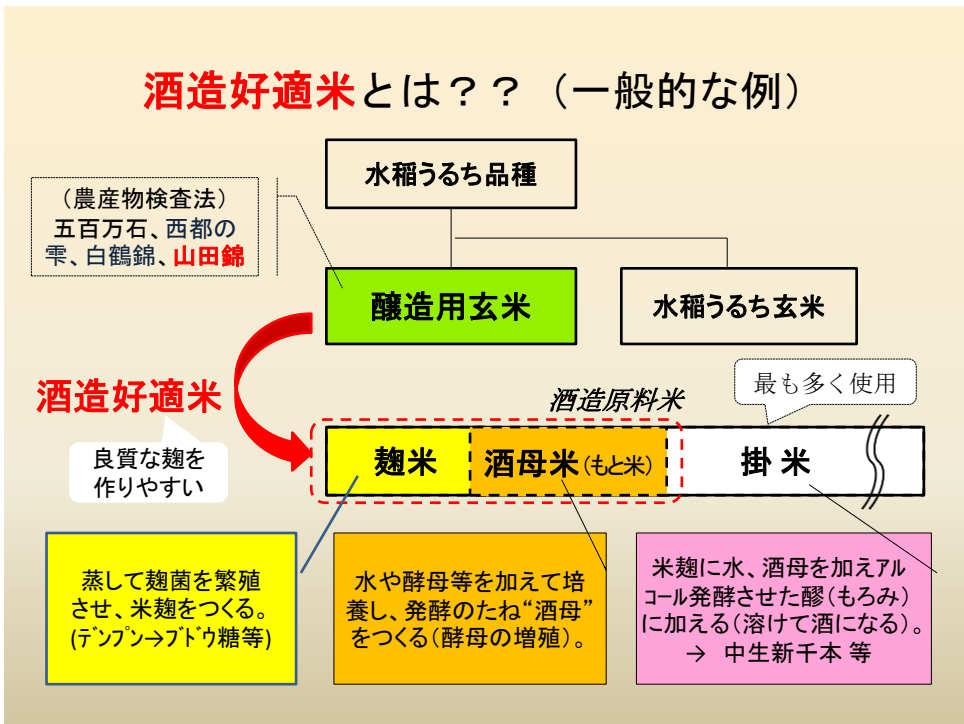 酒造好適米とは？？（一般的な例）
水稲うるち品種
（農産物検査法）
五百万石、西都の
雫、白鶴錦、山田錦
醸造用玄米
水稲うるち玄米
酒造好適米
良質な麹を
作りやすい
酒造原料米
最も多く使用
麹米
酒母米（もと米）
掛 米
蒸して麹菌を繁殖
させ、米麹をつくる。
(ﾃﾞﾝﾌﾟﾝ→ﾌﾞﾄﾞｳ糖等)
水や酵母等を加えて培
養し、発酵のたね“酒母”
をつくる（酵母の増殖）。
米麹に水、酒母を加えｱﾙ
ｺｰﾙ発酵させた醪（もろみ）
に加える（溶けて酒になる）。
→ 中生新千本 等